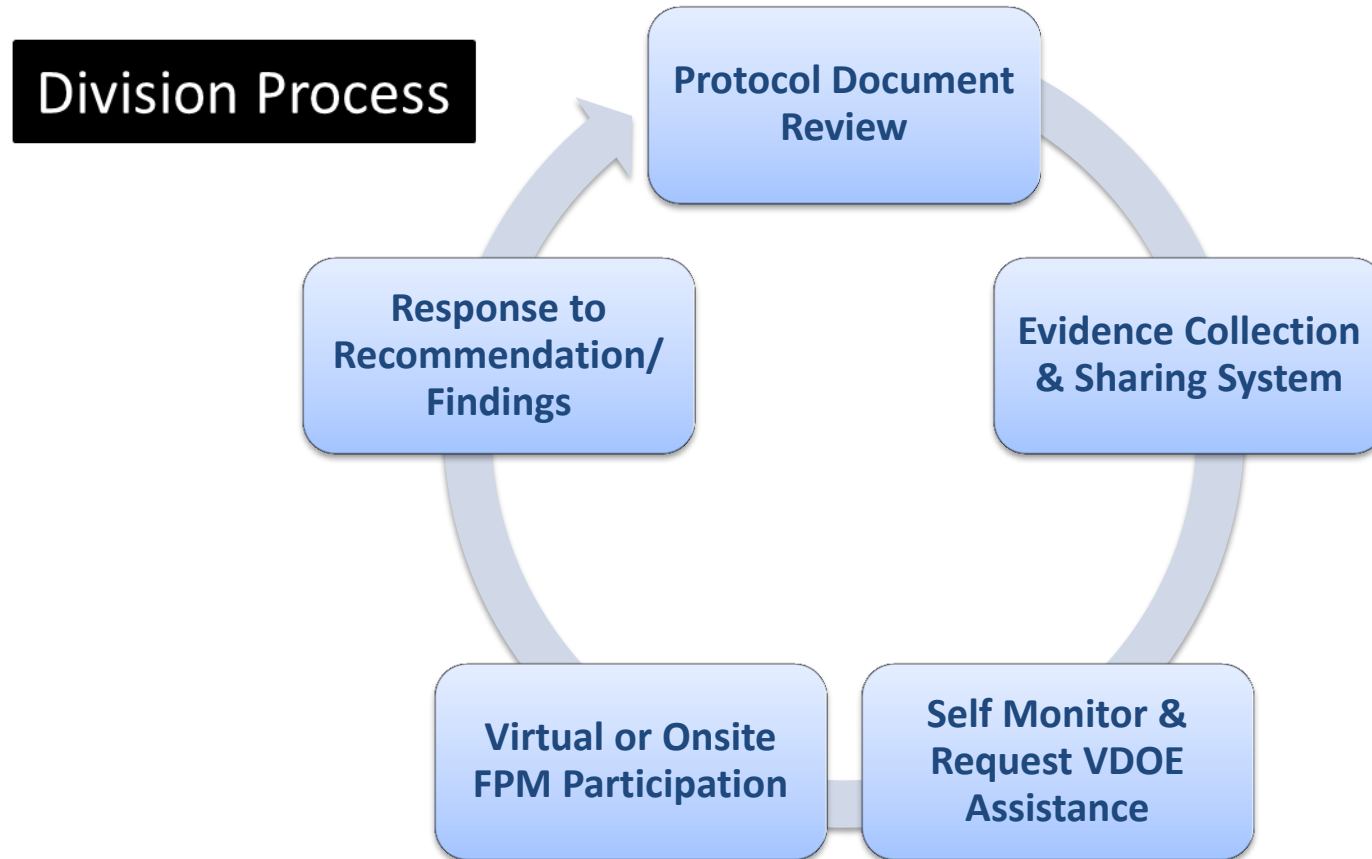 Division Process
Protocol Document
Review
Evidence Collection
& Sharing System
Self Monitor &
Request VDOE
Assistance
Virtual or Onsite
FPM Participation
Response to
Recommendation/
Findings